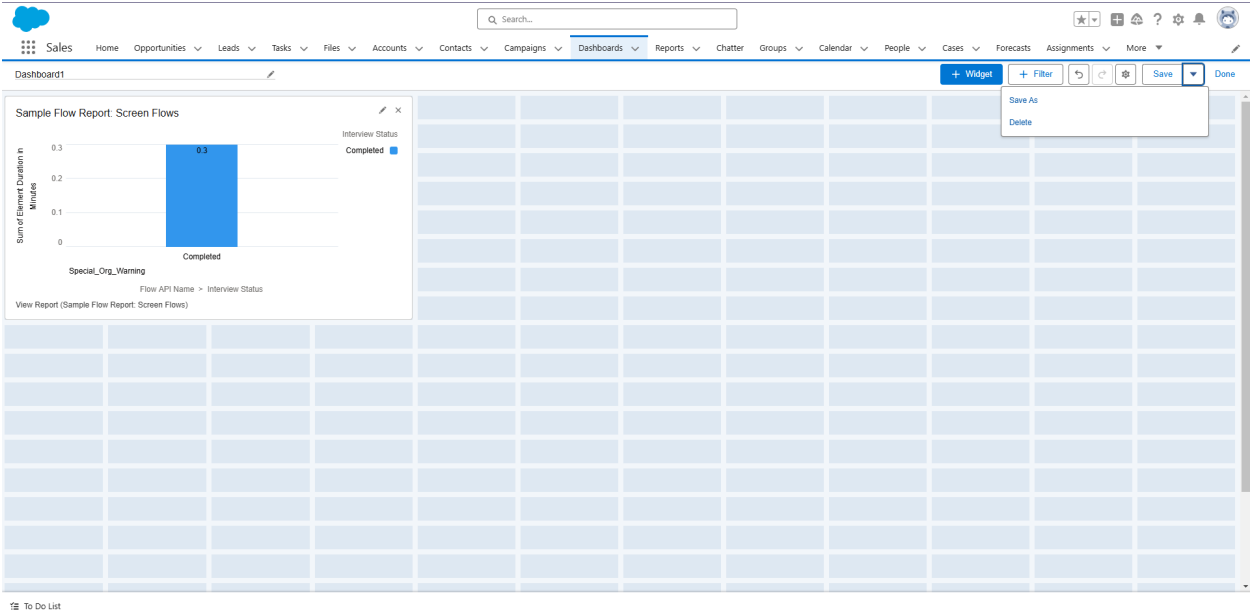 Search...
Sales Home Opportunities Leads Tasks Files Accounts Contacts Campaigns Dashboards Reports Chatter Groups Calendar People Cases Forecasts Assignments More
Dashboard1 + Widget + Filter Save Done
Save As
Delete
Sample Flow Report: Screen Flows
Interview Status
Completed
Sum of Element Duration in
Minutes
0.3
0.2
0.1
0
0.3
Completed
Special_Org_Warning
Flow API Name > Interview Status
View Report (Sample Flow Report: Screen Flows)
To Do List